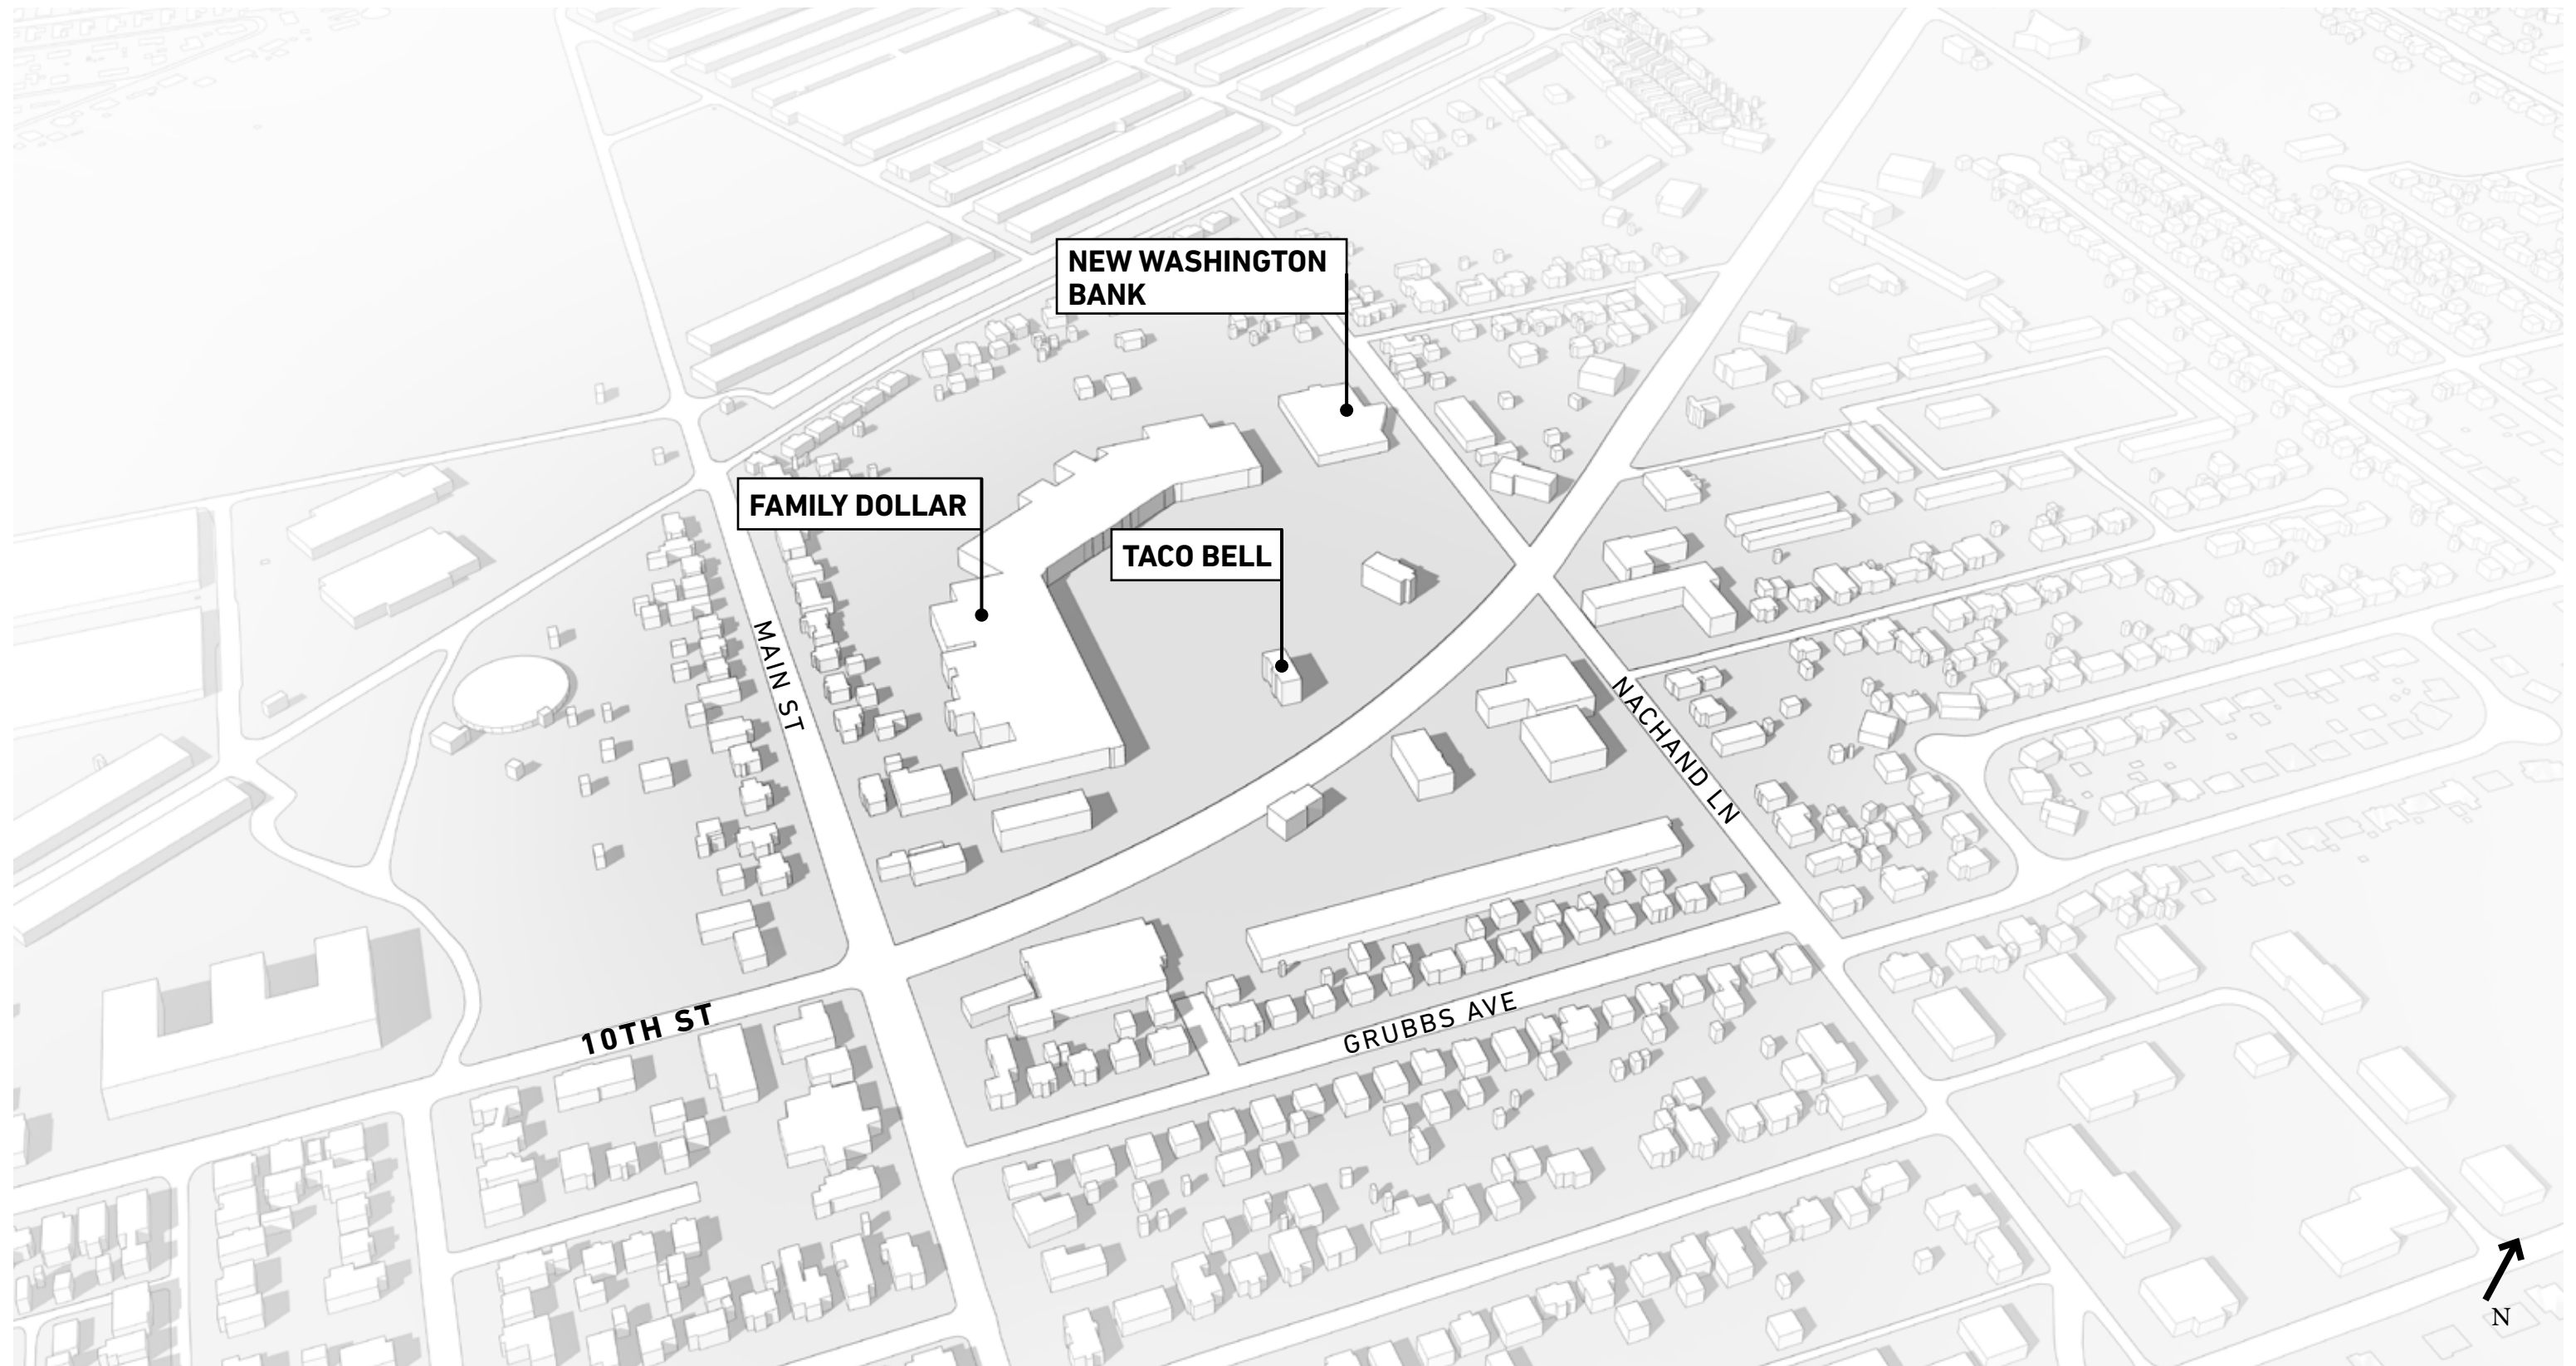 NEW WASHINGTON
BANK
FAMILY DOLLAR
TACO BELL
MAIN ST
NACHAND LN
10TH ST
GRUBBS AVE
N